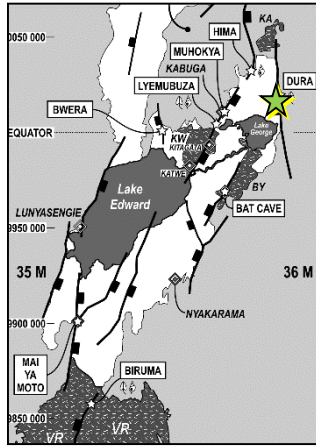 0050 000
KA
HIMA
MUHOKYA
KABUGA
LYEMUBUZA
DURA
BWERA
EQUATOR
KW
KITAGATA
Lake
George
KATWE
BY
Lake
Edward
LUNYASENGIE
BAT CAVE
9950 000
35 M
36 M
NYAKARAMA
9900 000
MAI
YA
MOTO
BIRUMA
VR
VR
9850 000